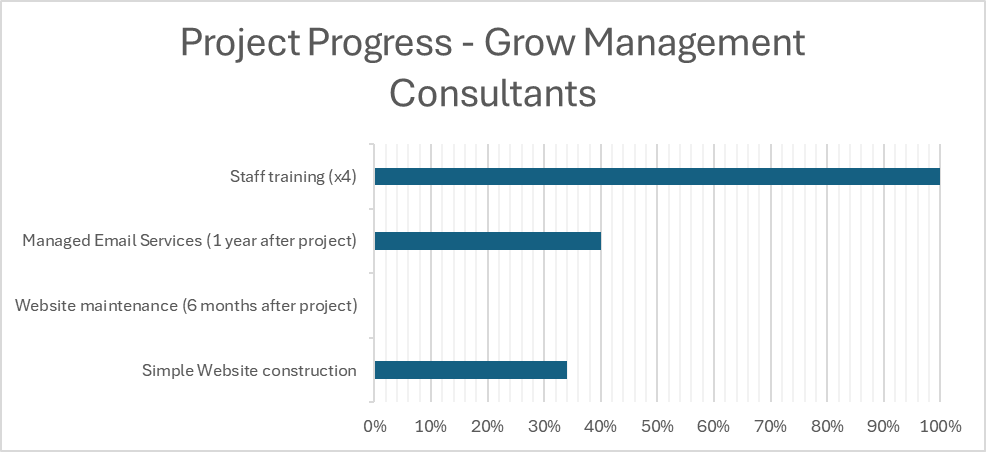 Project Progress - Grow Management
Consultants
Staff training (x4)
Managed Email Services (1 year after project)
Website maintenance (6 months after project)
Simple Website construction
0% 10% 20% 30% 40% 50% 60% 70% 80% 90% 100%